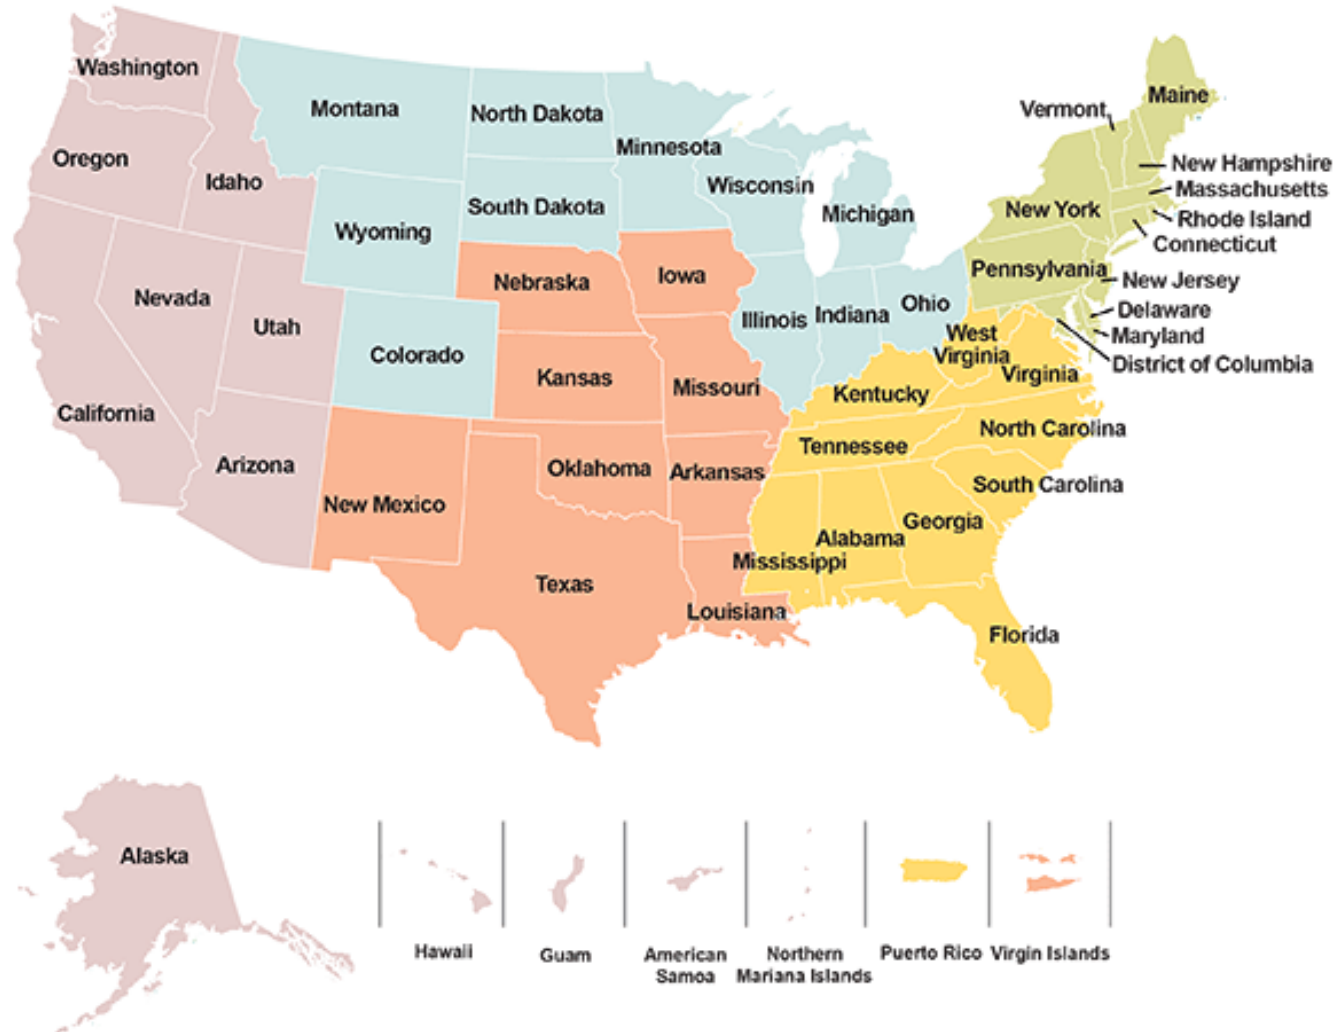 Washington
Montana
North Dakota
Minnesota
Maine
Vermont
Oregon
Idaho
Wisconsin
New Hampshire
Massachusetts
South Dakota
Michigan
New York
Rhode Island
Wyoming
Connecticut
Nebraska
Iowa
Pennsylvania
New Jersey
Nevada
Utah
Illinois
Indiana
Ohio
Delaware
West
Virginia
Maryland
District of Columbia
Colorado
Kansas
Missouri
Kentucky
Virginia
California
Tennessee
North Carolina
Arizona
Oklahoma
Arkansas
South Carolina
New Mexico
Georgia
Alabama
Mississippi
Texas
Louisiana
Florida
Alaska
Hawaii
Guam
American
Samoa
Northern
Mariana Islands
Puerto Rico
Virgin Islands